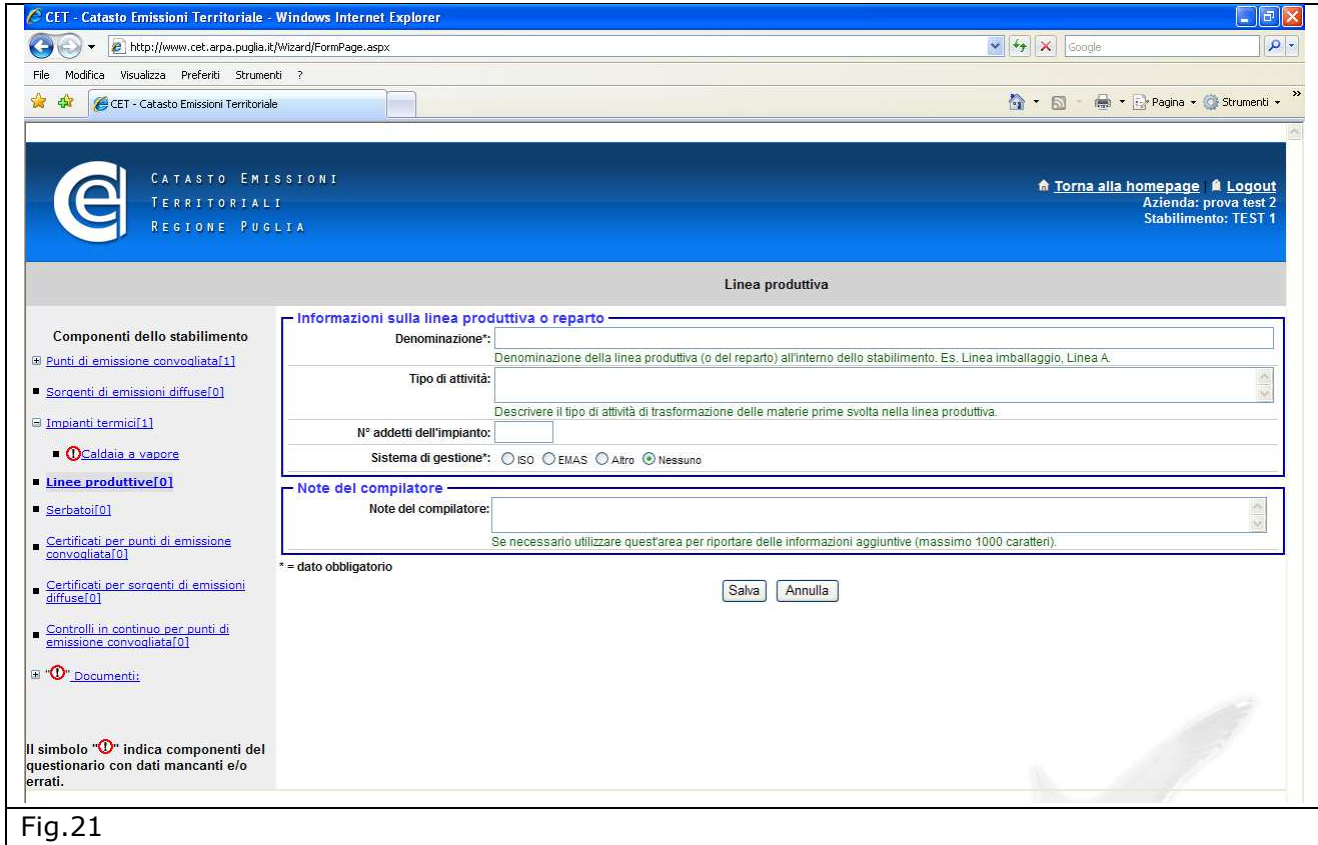 CET - Catasto Emissioni Territoriale - Windows Internet Explorer
http://www.cet.arpa.puglia.it/Wizard/FormPage.aspx
Google
File Modifica Visualizza Preferiti Strumenti ?
CET - Catasto Emissioni Territoriale
Pagina
Strumenti
»
CATASTO EMISSIONI
TERRITORIALI
REGIONE PUGLIA
Torna alla homepage | Logout
Azienda: prova test 2
Stabilimento: TEST 1
Linea produttiva
Componenti dello stabilimento
Punti di emissione convogliata[1]
Sorgenti di emissioni diffuse[0]
Impianti termici[1]
Caldaia a vapore
Linee produttive[0]
Serbatoi[0]
Certificati per punti di emissione
convogliata[0]
Certificati per sorgenti di emissioni
diffuse[0]
Controlli in continuo per punti di
emissione convogliata[0]
"!" Documenti:
Il simbolo "!" indica componenti del
questionario con dati mancanti e/o
errati.
Informazioni sulla linea produttiva o reparto
Denominazione*:
Denominazione della linea produttiva (o del reparto) all'interno dello stabilimento. Es. Linea imballaggio, Linea A.
Tipo di attività:
Descrivere il tipo di attività di trasformazione delle materie prime svolta nella linea produttiva.
N° addetti dell'impianto:
Sistema di gestione*: ISO EMAS Altro Nessuno
Note del compilatore
Note del compilatore:
Se necessario utilizzare quest'area per riportare delle informazioni aggiuntive (massimo 1000 caratteri).
* = dato obbligatorio
Salva Annulla
Fig.21